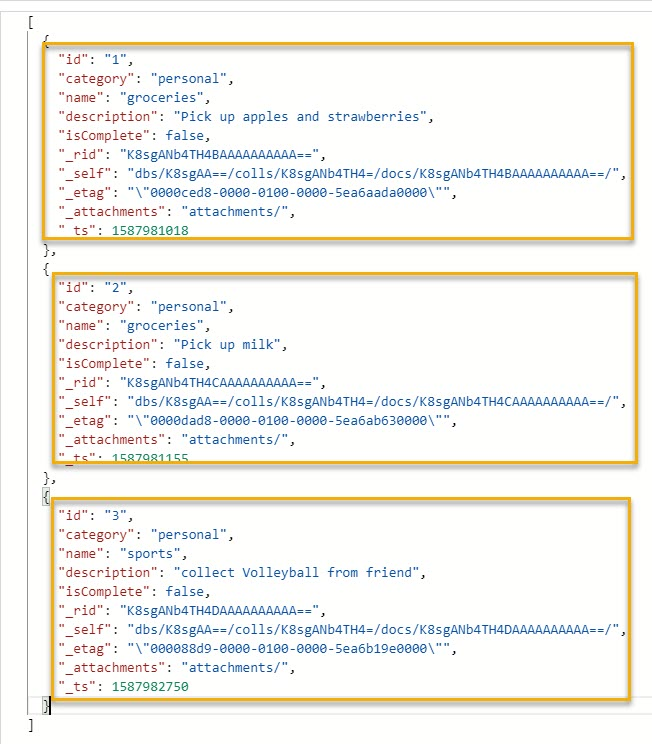 [
{
"id": "1",
"category": "personal",
"name": "groceries",
"description": "Pick up apples and strawberries",
"isComplete": false,
"_rid": "K8sgANb4TH4BAAAAAAAAAA==",
"_self": "dbs/K8sgAA==/colls/K8sgANb4TH4=/docs/K8sgANb4TH4BAAAAAAAAAA==/",
"_etag": "\"0000ced8-0000-0100-0000-5ea6aada0000\"",
"_attachments": "attachments/",
"_ts": 1587981018
},
{
"id": "2",
"category": "personal",
"name": "groceries",
"description": "Pick up milk",
"isComplete": false,
"_rid": "K8sgANb4TH4CAAAAAAAAAA==",
"_self": "dbs/K8sgAA==/colls/K8sgANb4TH4=/docs/K8sgANb4TH4CAAAAAAAAAA==/",
"_etag": "\"0000dad8-0000-0100-0000-5ea6ab630000\"",
"_attachments": "attachments/",
"_ts": 1587981155
},
{
"id": "3",
"category": "personal",
"name": "sports",
"description": "collect Volleyball from friend",
"isComplete": false,
"_rid": "K8sgANb4TH4DAAAAAAAAAA==",
"_self": "dbs/K8sgAA==/colls/K8sgANb4TH4=/docs/K8sgANb4TH4DAAAAAAAAAA==/",
"_etag": "\"000088d9-0000-0100-0000-5ea6b19e0000\"",
"_attachments": "attachments/",
"_ts": 1587982750
}
]